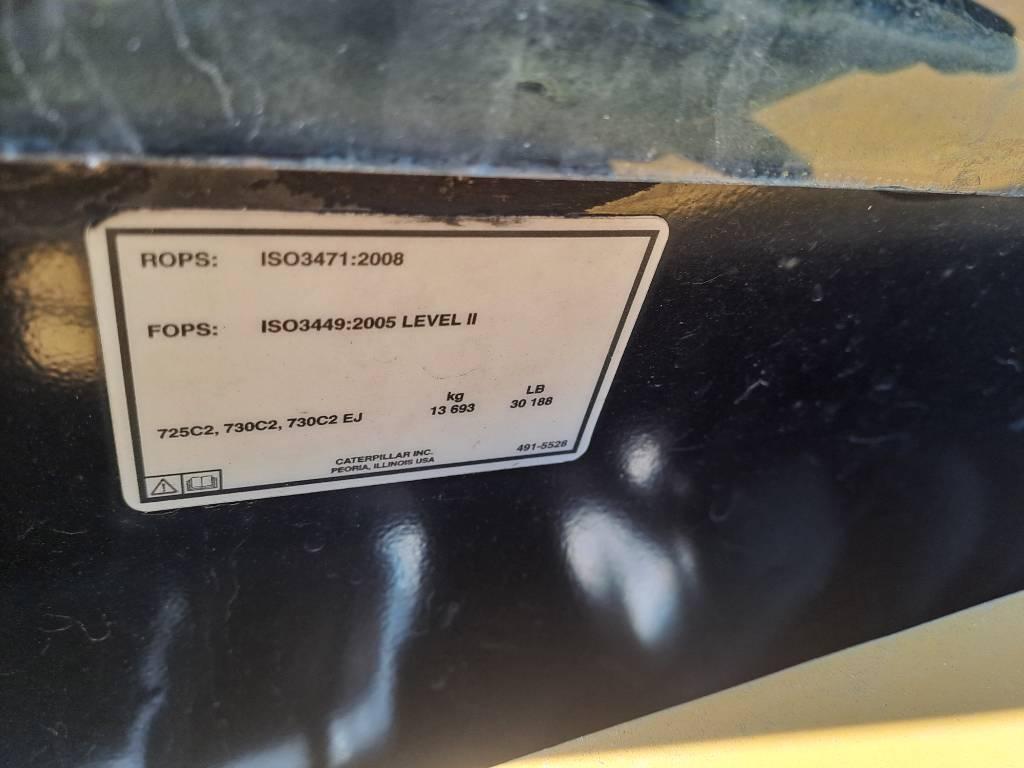 ROPS: ISO3471:2008
FOPS: ISO3449:2005 LEVEL II
kg LB
725C2, 730C2, 730C2 EJ 13 693 30 188
CATERPILLAR INC.
PEORIA, ILLINOIS USA
491-5528